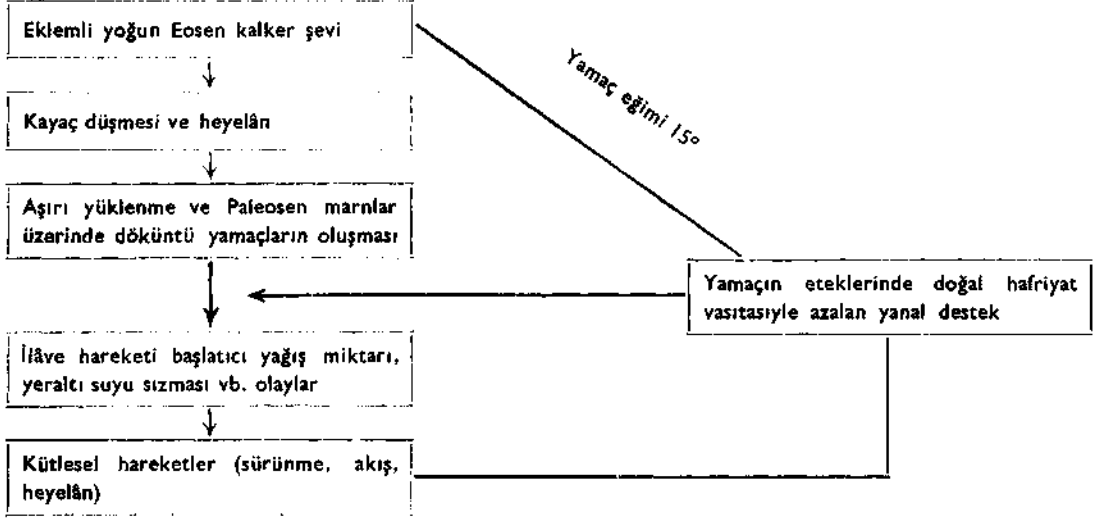 Eklemli yoğun Eosen kalker şevi
Yamaç eğimi 15°
Kayaç düşmesi ve heyelân
Aşırı yüklenme ve Paleosen marnlar
üzerinde döküntü yamaçların oluşması
Yamaçın eteklerinde doğal hafriyat
vasıtasiyle azalan yanal destek
İlâve hareketi başlatıcı yağış miktarı,
yeraltı suyu sızması vb. olaylar
Kütlesel hareketler (sürünme, akış,
heyelân)